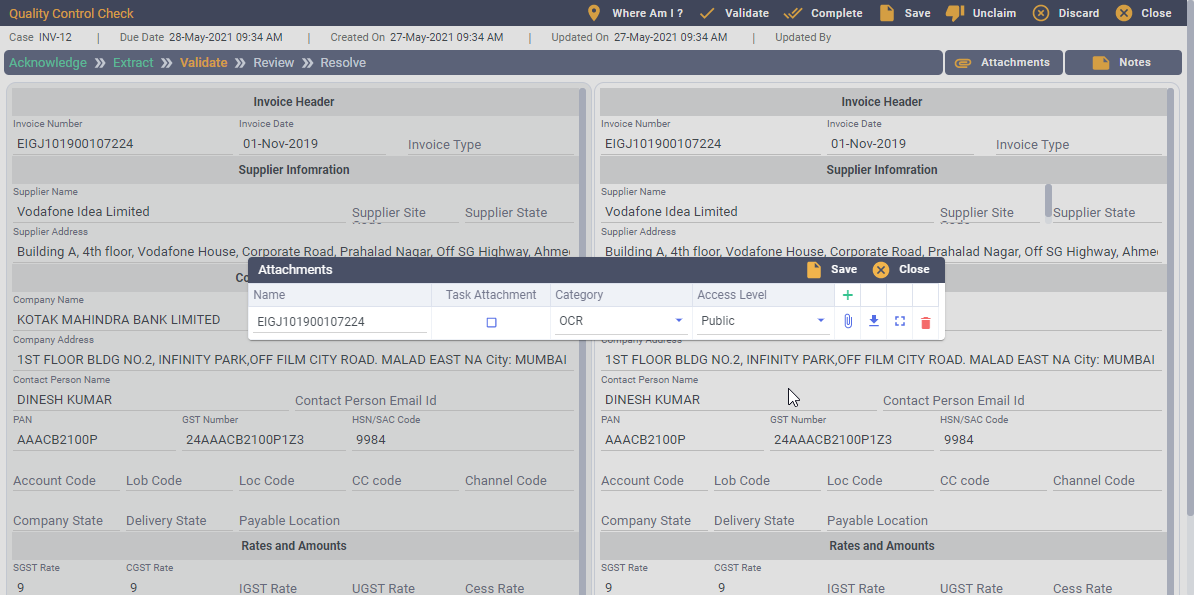 Quality Control Check Where Am I ? Validate Complete Save Unclaim Discard Close
Case INV-12 | Due Date 28-May-2021 09:34 AM | Created On 27-May-2021 09:34 AM | Updated On 27-May-2021 09:34 AM | Updated By
Acknowledge » Extract » Validate » Review » Resolve Attachments Notes
Invoice Header Invoice Header
Invoice Number Invoice Date Invoice Number Invoice Date
EIGJ101900107224 01-Nov-2019 Invoice Type EIGJ101900107224 01-Nov-2019 Invoice Type
Supplier Infomration Supplier Infomration
Supplier Name Supplier Name
Vodafone Idea Limited Supplier Site Supplier State Vodafone Idea Limited Supplier Site Supplier State
Supplier Address Supplier Address
Building A, 4th floor, Vodafone House, Corporate Road, Prahalad Nagar, Off SG Highway, Ahme Building A, 4th floor, Vodafone House, Corporate Road, Prahalad Nagar, Off SG Highway, Ahme
Attachments Save Close
Name Task Attachment Category Access Level +
EIGJ101900107224 OCR Public
Company Name
KOTAK MAHINDRA BANK LIMITED
Company Address Company Address
1ST FLOOR BLDG NO.2, INFINITY PARK,OFF FILM CITY ROAD. MALAD EAST NA City: MUMBAI 1ST FLOOR BLDG NO.2, INFINITY PARK,OFF FILM CITY ROAD. MALAD EAST NA City: MUMBAI
Contact Person Name Contact Person Name
DINESH KUMAR Contact Person Email Id DINESH KUMAR Contact Person Email Id
PAN GST Number HSN/SAC Code PAN GST Number HSN/SAC Code
AAACB2100P 24AAACB2100P1Z3 9984 AAACB2100P 24AAACB2100P1Z3 9984
Account Code Lob Code Loc Code CC code Channel Code Account Code Lob Code Loc Code CC code Channel Code
Company State Delivery State Payable Location Company State Delivery State Payable Location
Rates and Amounts Rates and Amounts
SGST Rate CGST Rate SGST Rate CGST Rate
9 9 IGST Rate UGST Rate Cess Rate 9 9 IGST Rate UGST Rate Cess Rate